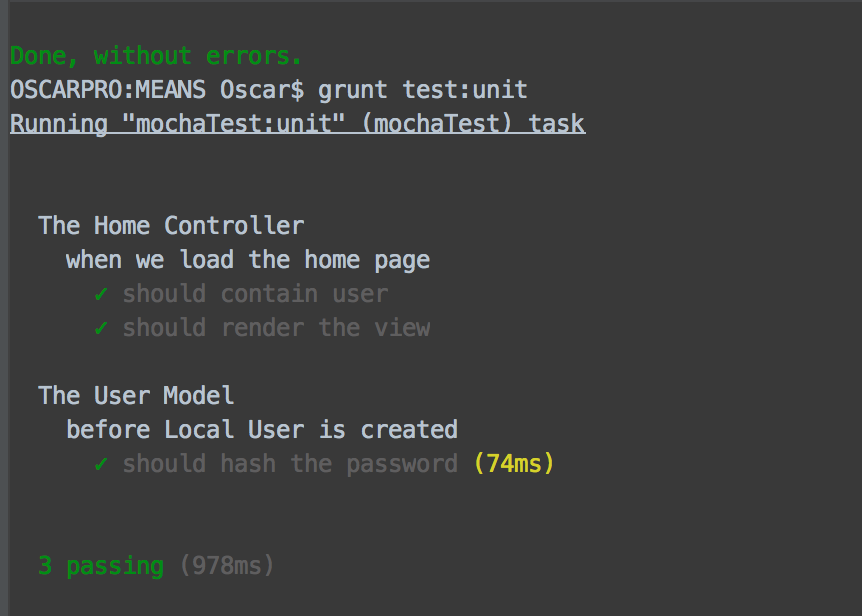 Done, without errors.
OSCARPRO:MEANS Oscar$ grunt test:unit
Running "mochaTest:unit" (mochaTest) task
The Home Controller
when we load the home page
✓ should contain user
✓ should render the view
The User Model
before Local User is created
✓ should hash the password (74ms)
3 passing (978ms)